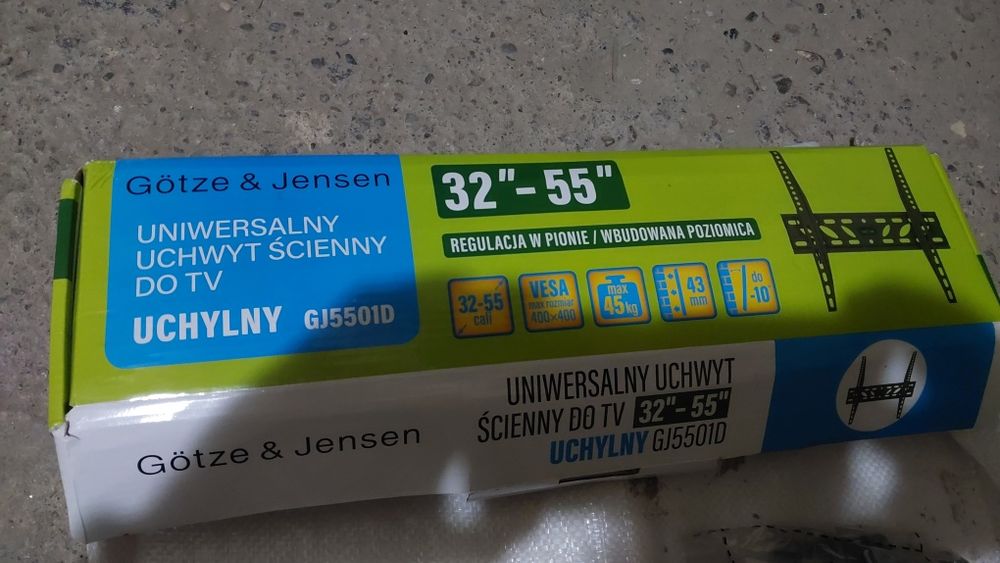 Götze & Jensen
UNIWERSALNY
UCHWYT ŚCIENNY
DO TV
UCHYLNY GJ5501D
32"- 55"
REGULACJA W PIONIE / WBUDOWANA POZIOMICA
32-55
cali
VESA
max rozmiar
400×400
max
45kg
43
mm
do
-10
Götze & Jensen
UNIWERSALNY UCHWYT
ŚCIENNY DO TV 32"- 55"
UCHYLNY GJ5501D